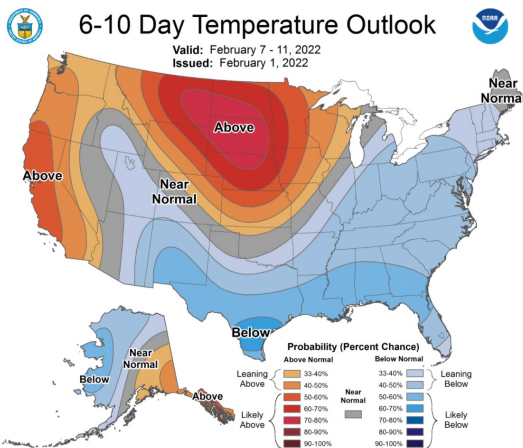 6-10 Day Temperature Outlook
Valid: February 7 - 11, 2022
Issued: February 1, 2022
NOAA
Near
Norma
Above
Above
Near
Normal
Below
Near
Normal
Below
Above
Probability (Percent Chance)
Above Normal
Below Normal
Leaning
Above
33-40%
40-50%
Likely
Above
50-60%
60-70%
70-80%
80-90%
90-100%
Near
Normal
33-40%
40-50%
Leaning
Below
50-60%
60-70%
70-80%
80-90%
90-100%
Likely
Below